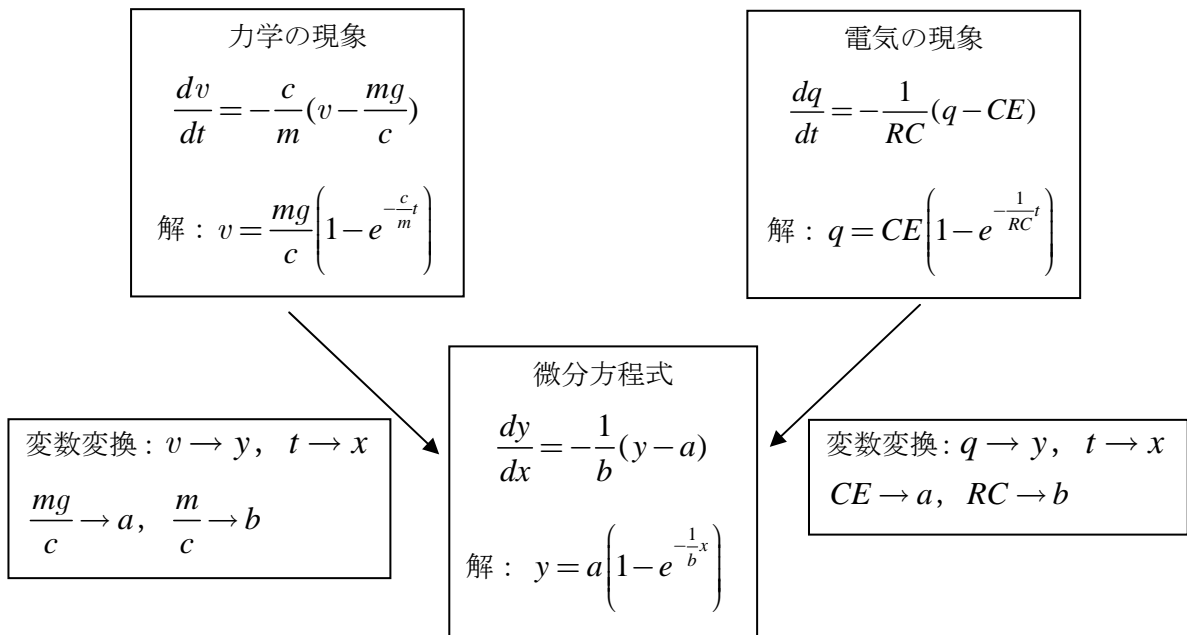 力学の現象
dv/dt = -c/m (v - mg/c)
解 : v = mg/c (1 - e^{-c/m t})
電気の現象
dq/dt = -1/RC (q - CE)
解 : q = CE (1 - e^{-1/RC t})
微分方程式
dy/dx = -1/b (y - a)
解 : y = a (1 - e^{-1/b x})
変数変換 : v → y, t → x
mg/c → a, m/c → b
変数変換 : q → y, t → x
CE → a, RC → b